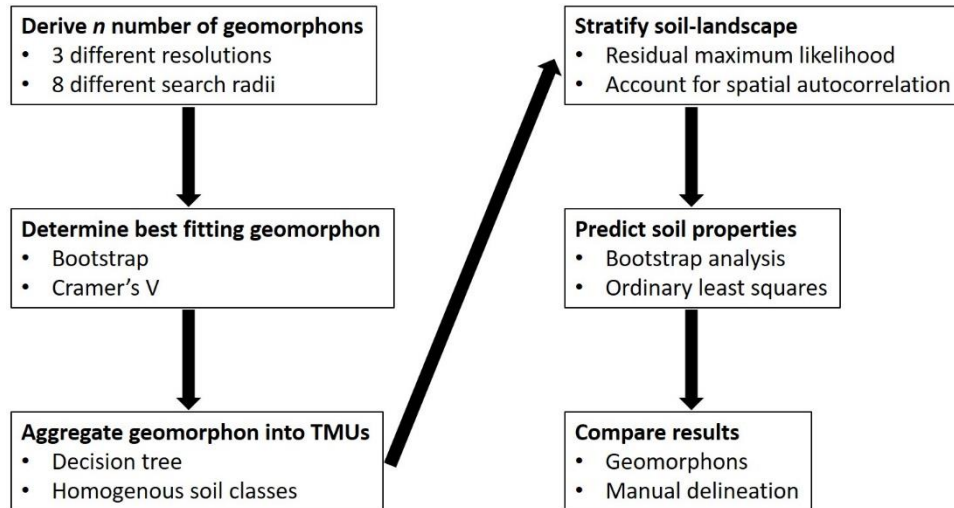 Derive n number of geomorphons
• 3 different resolutions
• 8 different search radii
Determine best fitting geomorphon
• Bootstrap
• Cramer's V
Aggregate geomorphon into TMUs
• Decision tree
• Homogenous soil classes
Stratify soil-landscape
• Residual maximum likelihood
• Account for spatial autocorrelation
Predict soil properties
• Bootstrap analysis
• Ordinary least squares
Compare results
• Geomorphons
• Manual delineation